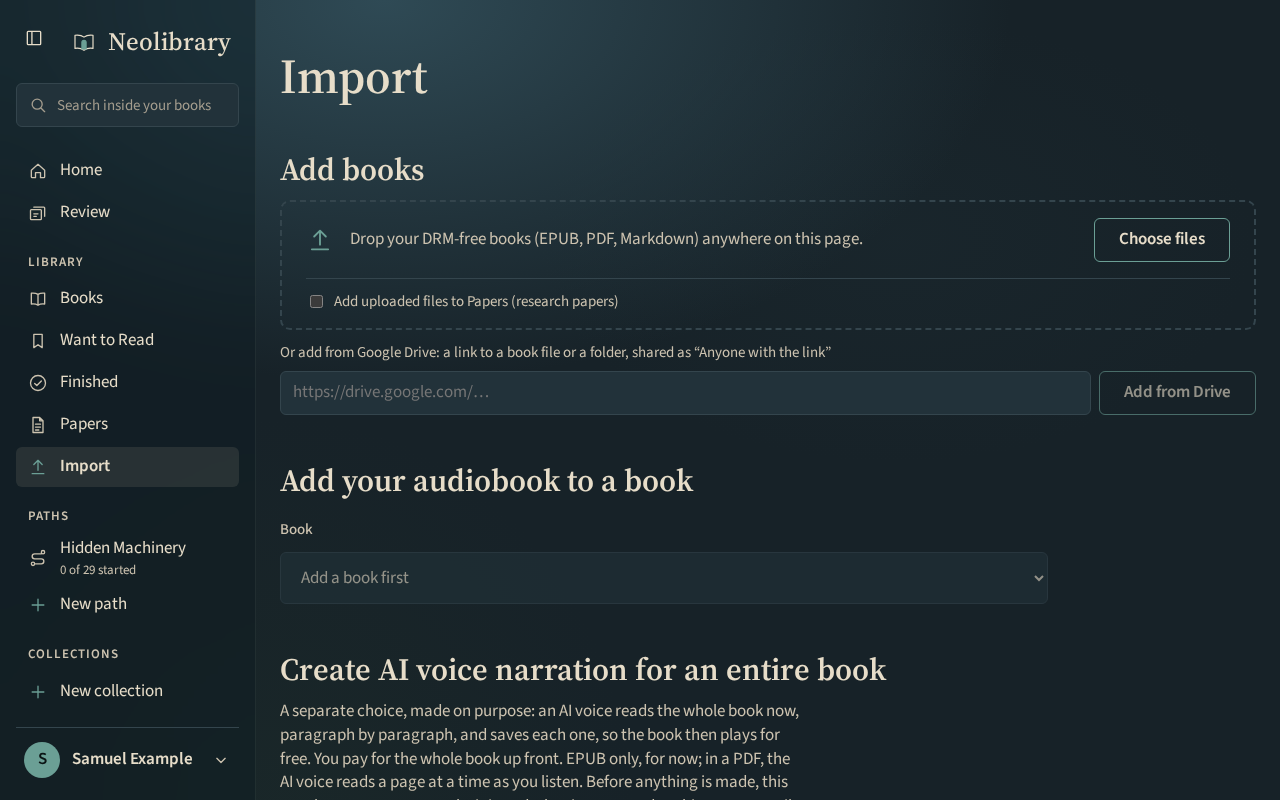 Neolibrary
Search inside your books
Home
Review
LIBRARY
Books
Want to Read
Finished
Papers
Import
PATHS
Hidden Machinery
0 of 29 started
New path
COLLECTIONS
New collection
S
Samuel Example
Import
Add books
Drop your DRM-free books (EPUB, PDF, Markdown) anywhere on this page.
Choose files
Add uploaded files to Papers (research papers)
Or add from Google Drive: a link to a book file or a folder, shared as “Anyone with the link”
https://drive.google.com/…
Add from Drive
Add your audiobook to a book
Book
Add a book first
Create AI voice narration for an entire book
A separate choice, made on purpose: an AI voice reads the whole book now,
paragraph by paragraph, and saves each one, so the book then plays for
free. You pay for the whole book up front. EPUB only, for now; in a PDF, the
AI voice reads a page at a time as you listen. Before anything is made, this